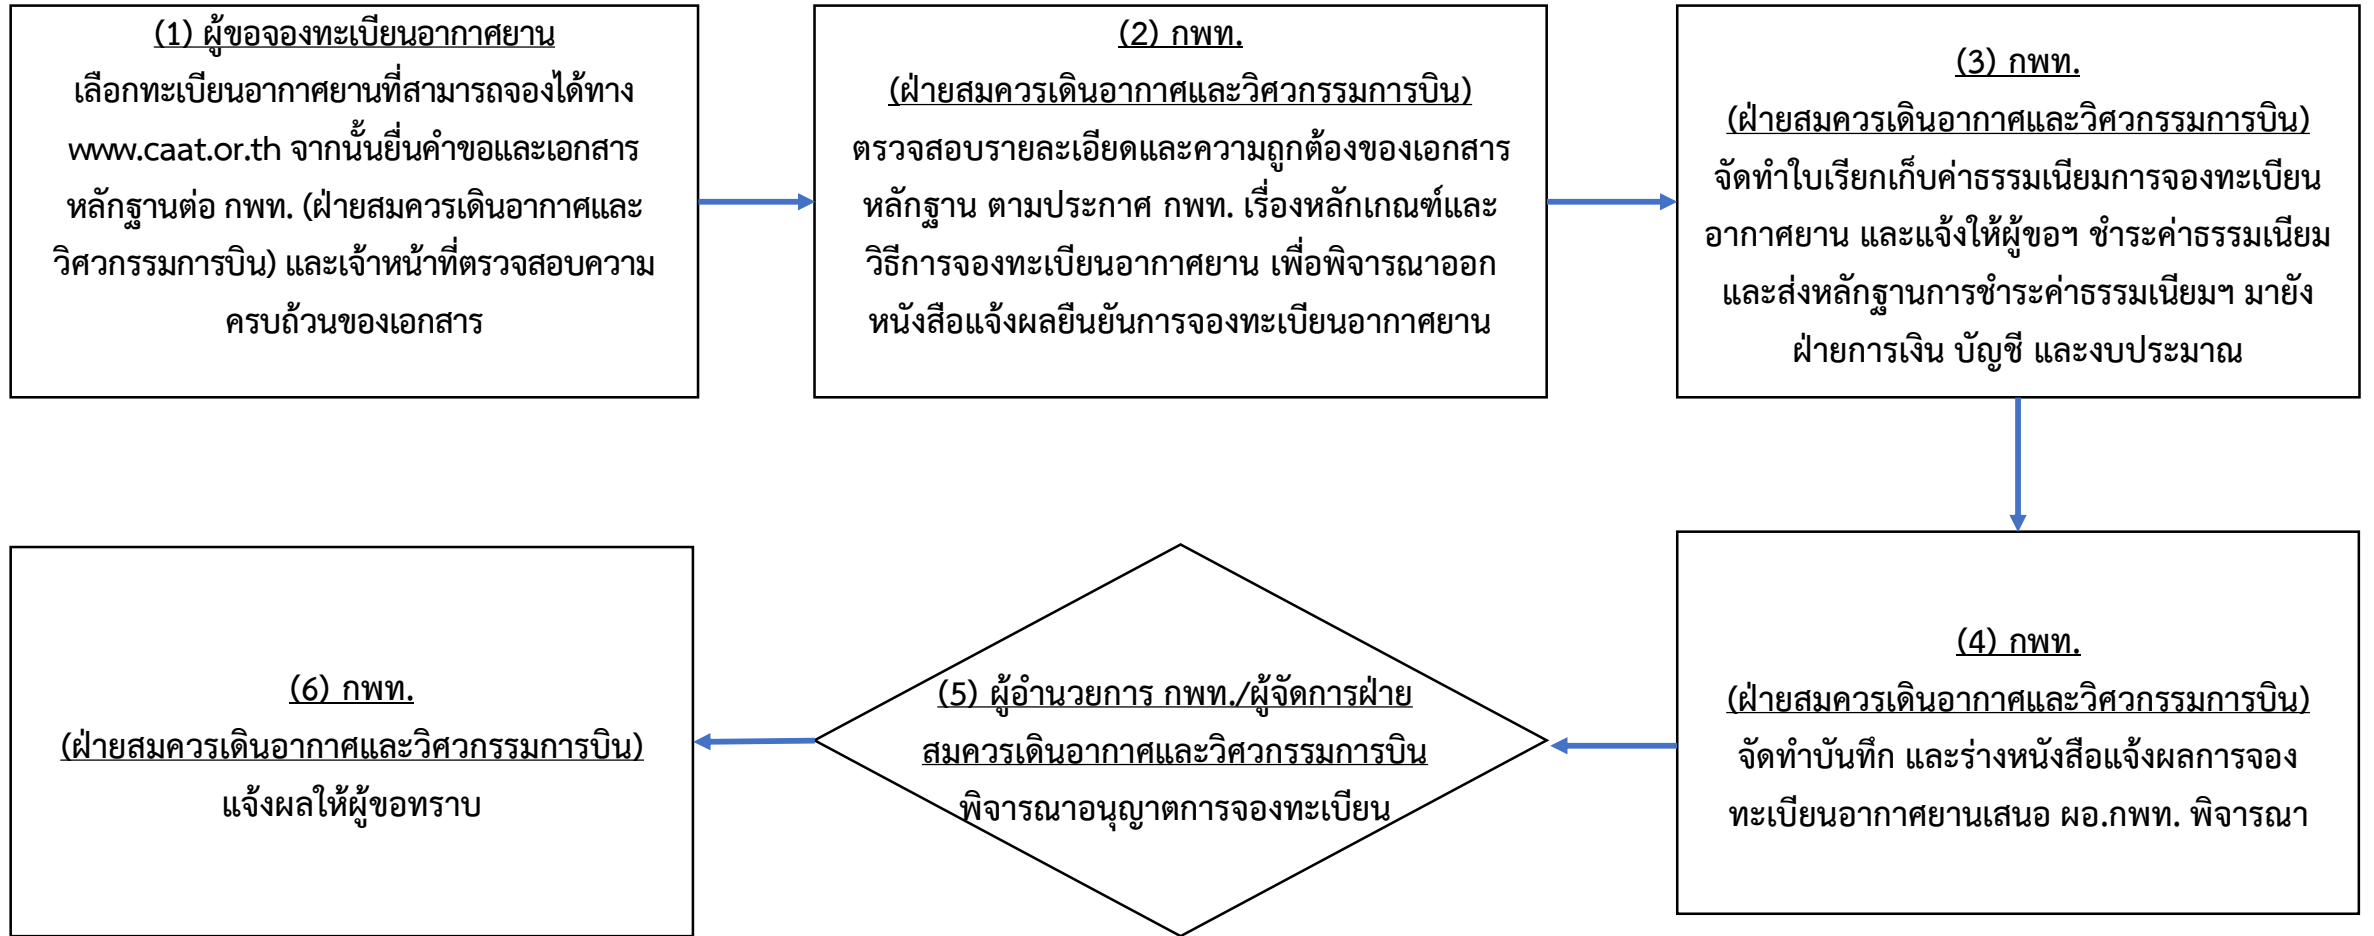 (1) ผู้ขอจองทะเบียนอากาศยาน
เลือกทะเบียนอากาศยานที่สามารถจองได้ทาง
www.caat.or.th จากนั้นยื่นคำขอและเอกสาร
หลักฐานต่อ กพท. (ฝ่ายสมควรเดินอากาศและ
วิศวกรรมการบิน) และเจ้าหน้าที่ตรวจสอบความ
ครบถ้วนของเอกสาร
(2) กพท.
(ฝ่ายสมควรเดินอากาศและวิศวกรรมการบิน)
ตรวจสอบรายละเอียดและความถูกต้องของเอกสาร
หลักฐาน ตามประกาศ กพท. เรื่องหลักเกณฑ์และ
วิธีการจองทะเบียนอากาศยาน เพื่อพิจารณาออก
หนังสือแจ้งผลยืนยันการจองทะเบียนอากาศยาน
(3) กพท.
(ฝ่ายสมควรเดินอากาศและวิศวกรรมการบิน)
จัดทำใบเรียกเก็บค่าธรรมเนียมการจองทะเบียน
อากาศยาน และแจ้งให้ผู้ขอฯ ชำระค่าธรรมเนียม
และส่งหลักฐานการชำระค่าธรรมเนียมฯ มายัง
ฝ่ายการเงิน บัญชี และงบประมาณ
(4) กพท.
(ฝ่ายสมควรเดินอากาศและวิศวกรรมการบิน)
จัดทำบันทึก และร่างหนังสือแจ้งผลการจอง
ทะเบียนอากาศยานเสนอ ผอ.กพท. พิจารณา
(5) ผู้อำนวยการ กพท./ผู้จัดการฝ่าย
สมควรเดินอากาศและวิศวกรรมการบิน
พิจารณาอนุญาตการจองทะเบียน
(6) กพท.
(ฝ่ายสมควรเดินอากาศและวิศวกรรมการบิน)
แจ้งผลให้ผู้ขอทราบ